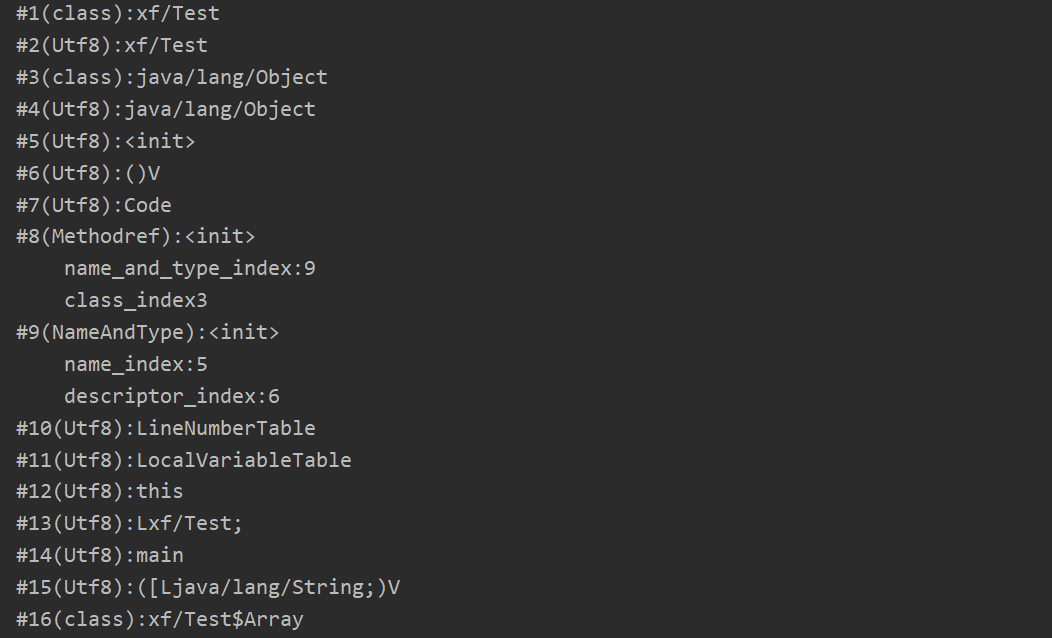 #1(class):xf/Test
#2(Utf8):xf/Test
#3(class):java/lang/Object
#4(Utf8):java/lang/Object
#5(Utf8):<init>
#6(Utf8):()V
#7(Utf8):Code
#8(Methodref):<init>
    name_and_type_index:9
    class_index3
#9(NameAndType):<init>
    name_index:5
    descriptor_index:6
#10(Utf8):LineNumberTable
#11(Utf8):LocalVariableTable
#12(Utf8):this
#13(Utf8):Lxf/Test;
#14(Utf8):main
#15(Utf8):([Ljava/lang/String;)V
#16(class):xf/Test$Array